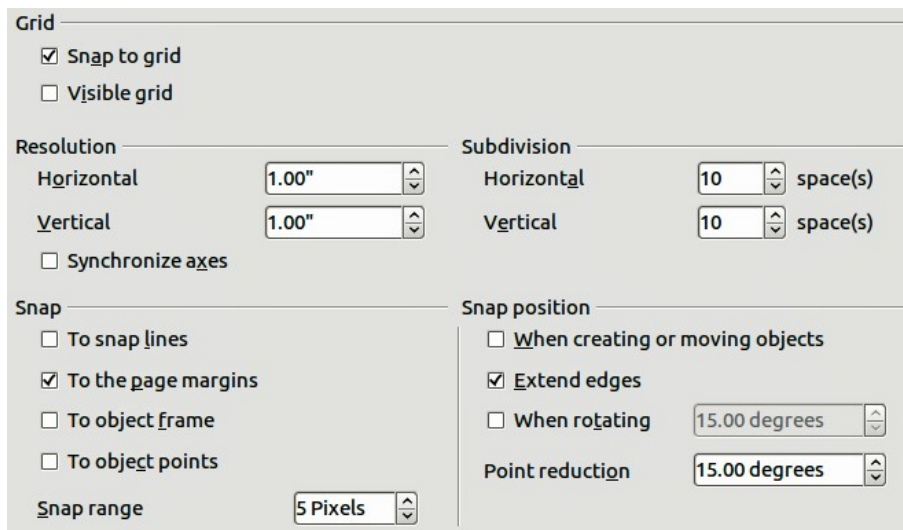 Grid
Snap to grid
Visible grid
Resolution
Horizontal 1.00"
Vertical 1.00"
Synchronize axes
Subdivision
Horizontal 10 space(s)
Vertical 10 space(s)
Snap
To snap lines
To the page margins
To object frame
To object points
Snap range 5 Pixels
Snap position
When creating or moving objects
Extend edges
When rotating 15.00 degrees
Point reduction 15.00 degrees